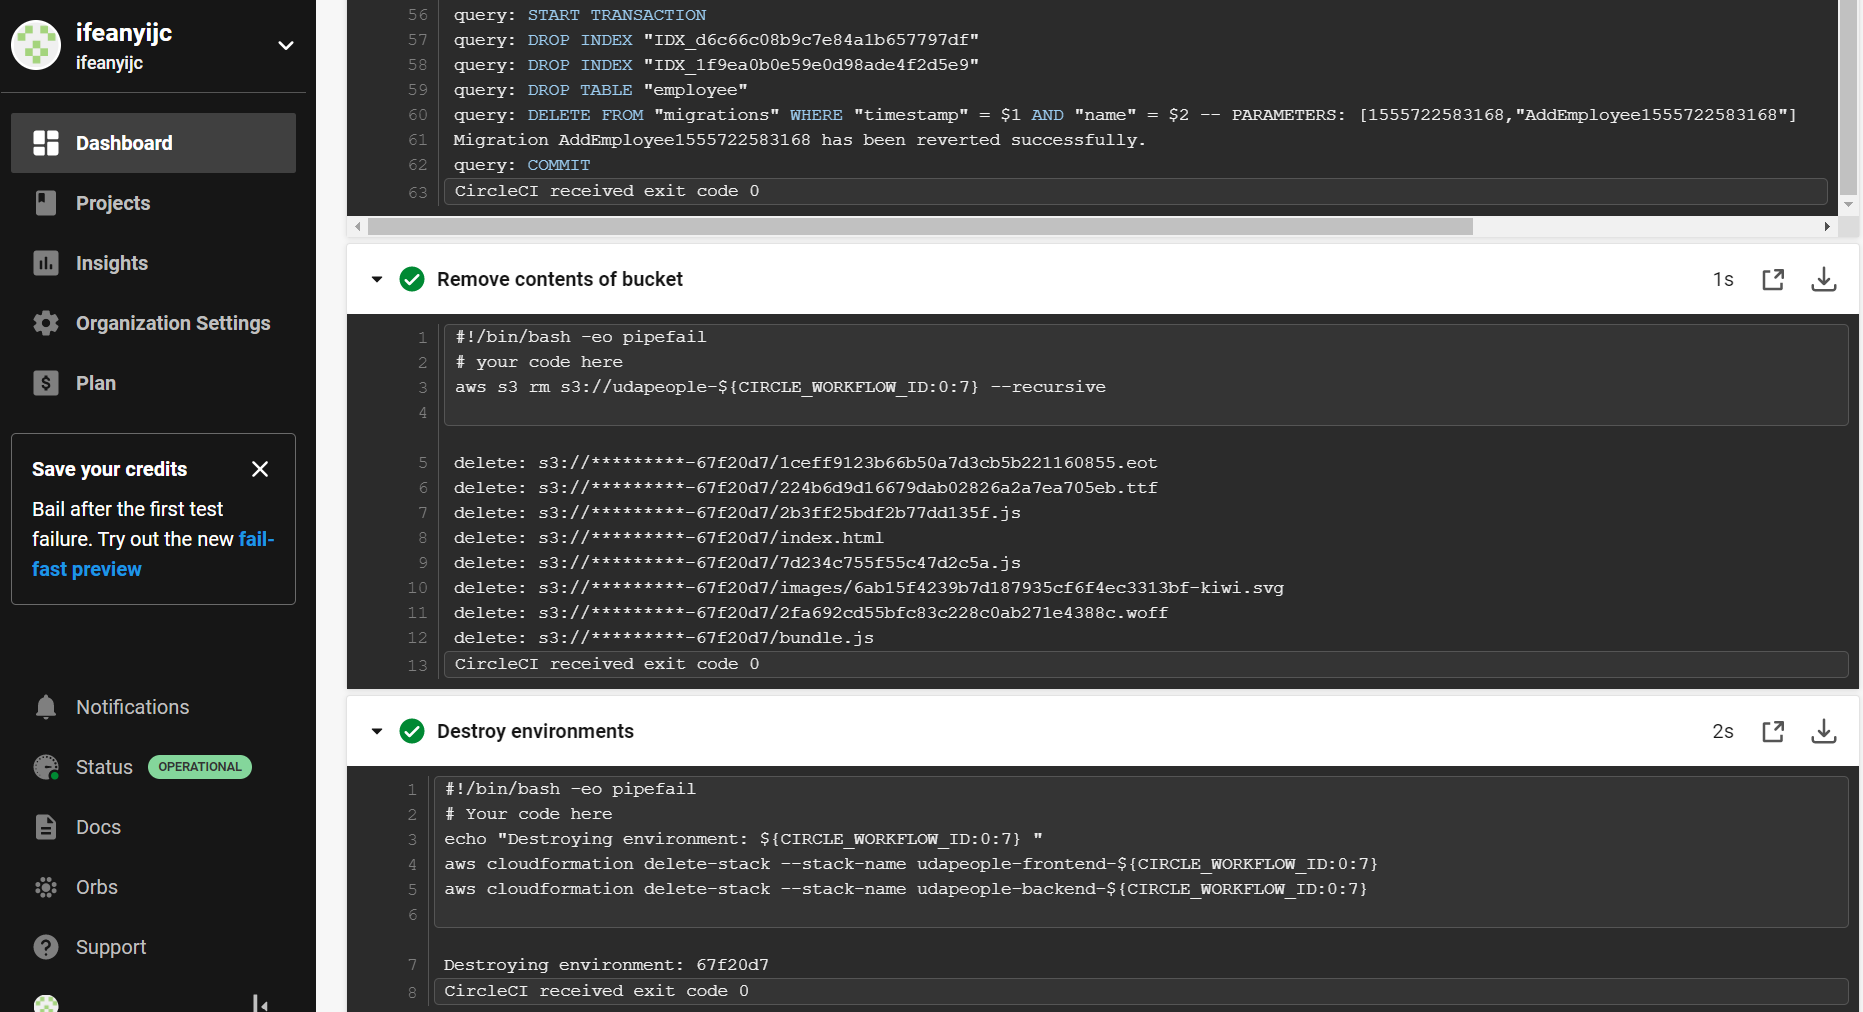 ifeanyijc
ifeanyijc
Dashboard
Projects
Insights
Organization Settings
Plan
Save your credits
Bail after the first test
failure. Try out the new fail-
fast preview
Notifications
Status OPERATIONAL
Docs
Orbs
Support
56 query: START TRANSACTION
57 query: DROP INDEX "IDX_d6c66c08b9c7e84a1b657797df"
58 query: DROP INDEX "IDX_1f9ea0b0e59e0d98ade4f2d5e9"
59 query: DROP TABLE "employee"
60 query: DELETE FROM "migrations" WHERE "timestamp" = $1 AND "name" = $2 -- PARAMETERS: [1555722583168,"AddEmployee1555722583168"]
61 Migration AddEmployee1555722583168 has been reverted successfully.
62 query: COMMIT
63 CircleCI received exit code 0
Remove contents of bucket 1s
1 #!/bin/bash -eo pipefail
2 # your code here
3 aws s3 rm s3://udapeople-${CIRCLE_WORKFLOW_ID:0:7} --recursive
4
5 delete: s3://*********-67f20d7/1ceff9123b66b50a7d3cb5b221160855.eot
6 delete: s3://*********-67f20d7/224b6d9d16679dab02826a2a7ea705eb.ttf
7 delete: s3://*********-67f20d7/2b3ff25bdf2b77dd135f.js
8 delete: s3://*********-67f20d7/index.html
9 delete: s3://*********-67f20d7/7d234c755f55c47d2c5a.js
10 delete: s3://*********-67f20d7/images/6ab15f4239b7d187935cf6f4ec3313bf-kiwi.svg
11 delete: s3://*********-67f20d7/2fa692cd55bfc83c228c0ab271e4388c.woff
12 delete: s3://*********-67f20d7/bundle.js
13 CircleCI received exit code 0
Destroy environments 2s
1 #!/bin/bash -eo pipefail
2 # Your code here
3 echo "Destroying environment: ${CIRCLE_WORKFLOW_ID:0:7} "
4 aws cloudformation delete-stack --stack-name udapeople-frontend-${CIRCLE_WORKFLOW_ID:0:7}
5 aws cloudformation delete-stack --stack-name udapeople-backend-${CIRCLE_WORKFLOW_ID:0:7}
6
7 Destroying environment: 67f20d7
8 CircleCI received exit code 0